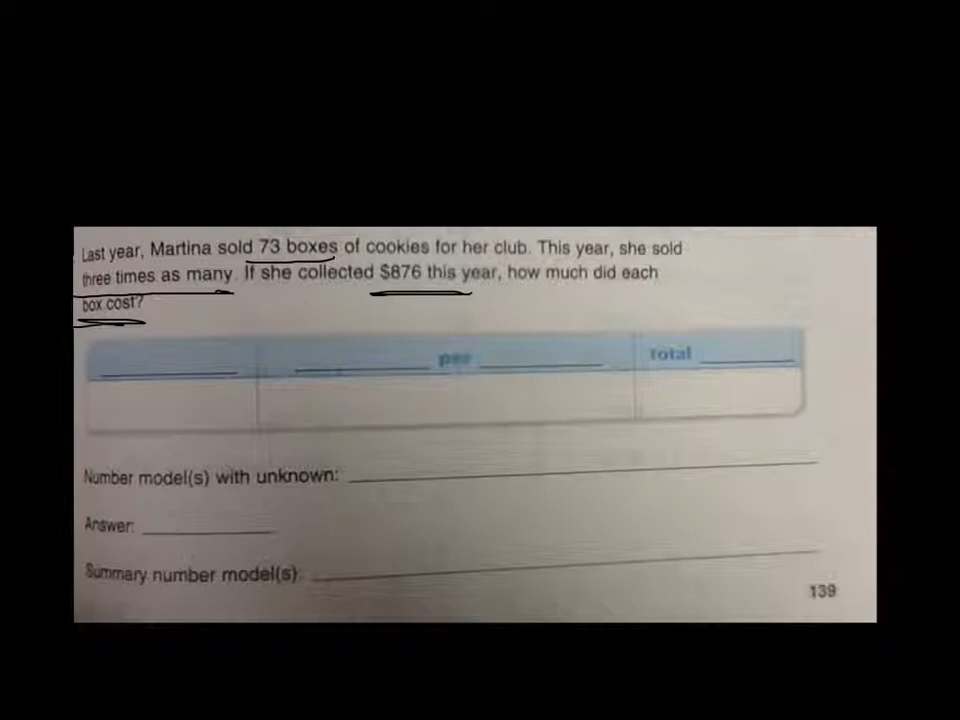 Last year, Martina sold 73 boxes of cookies for her club. This year, she sold
three times as many. If she collected $876 this year, how much did each
box cost?
per
total
Number model(s) with unknown:
Answer:
Summary number model(s):
139